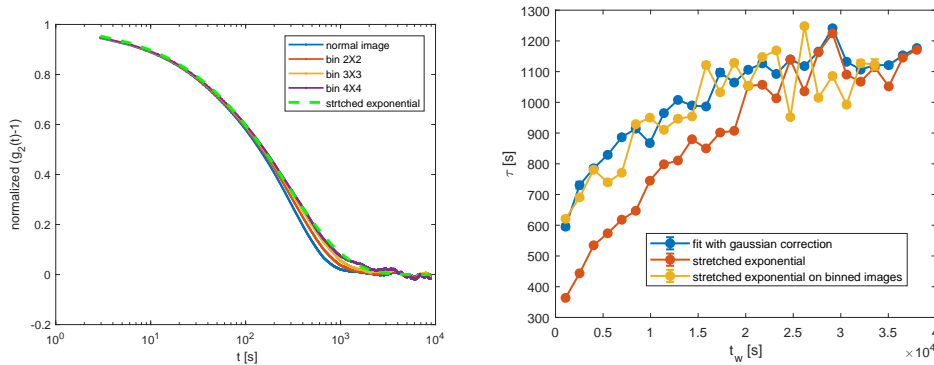 1
0.8
0.6
0.4
0.2
0
-0.2
normalized (g2(t)-1)
10^0 10^1 10^2 10^3 10^4
t [s]
normal image
bin 2X2
bin 3X3
bin 4X4
strtched exponential
1300
1200
1100
1000
900
800
700
600
500
400
300
τ [s]
0 0.5 1 1.5 2 2.5 3 3.5 4
×10^4
t_w [s]
fit with gaussian correction
stretched exponential
stretched exponential on binned images